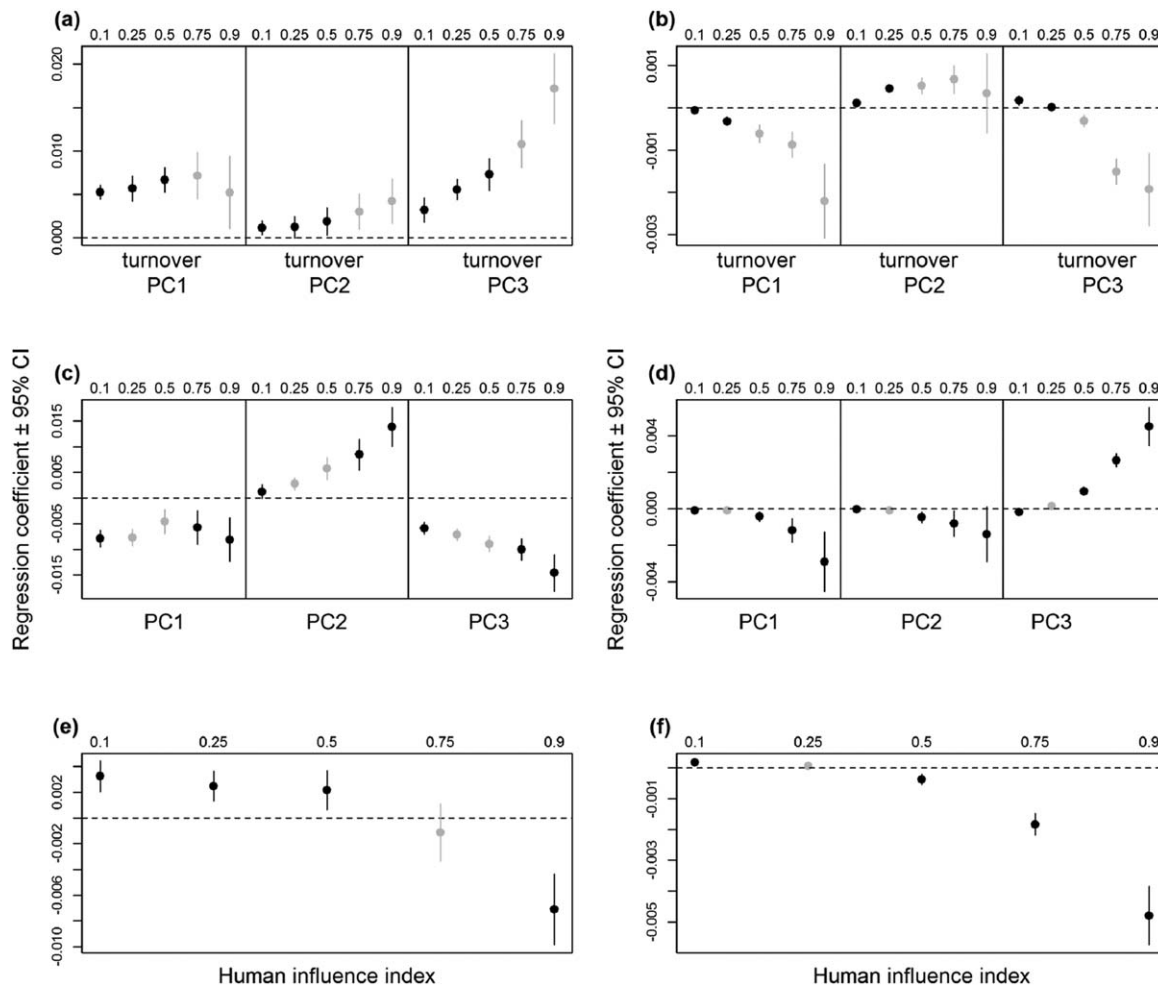 (a)
0.1 0.25 0.5 0.75 0.9 0.1 0.25 0.5 0.75 0.9 0.1 0.25 0.5 0.75 0.9
0.020
0.010
0.000
turnover turnover turnover
PC1 PC2 PC3
(b)
0.1 0.25 0.5 0.75 0.9 0.1 0.25 0.5 0.75 0.9 0.1 0.25 0.5 0.75 0.9
0.001
-0.001
-0.003
turnover turnover turnover
PC1 PC2 PC3
Regression coefficient ± 95% CI
(c)
0.1 0.25 0.5 0.75 0.9 0.1 0.25 0.5 0.75 0.9 0.1 0.25 0.5 0.75 0.9
0.015
0.005
-0.005
-0.015
PC1 PC2 PC3
Regression coefficient ± 95% CI
(d)
0.1 0.25 0.5 0.75 0.9 0.1 0.25 0.5 0.75 0.9 0.1 0.25 0.5 0.75 0.9
0.004
0.000
-0.004
PC1 PC2 PC3
(e)
0.1 0.25 0.5 0.75 0.9
0.002
-0.002
-0.006
-0.010
Human influence index
(f)
0.1 0.25 0.5 0.75 0.9
-0.001
-0.003
-0.005
Human influence index